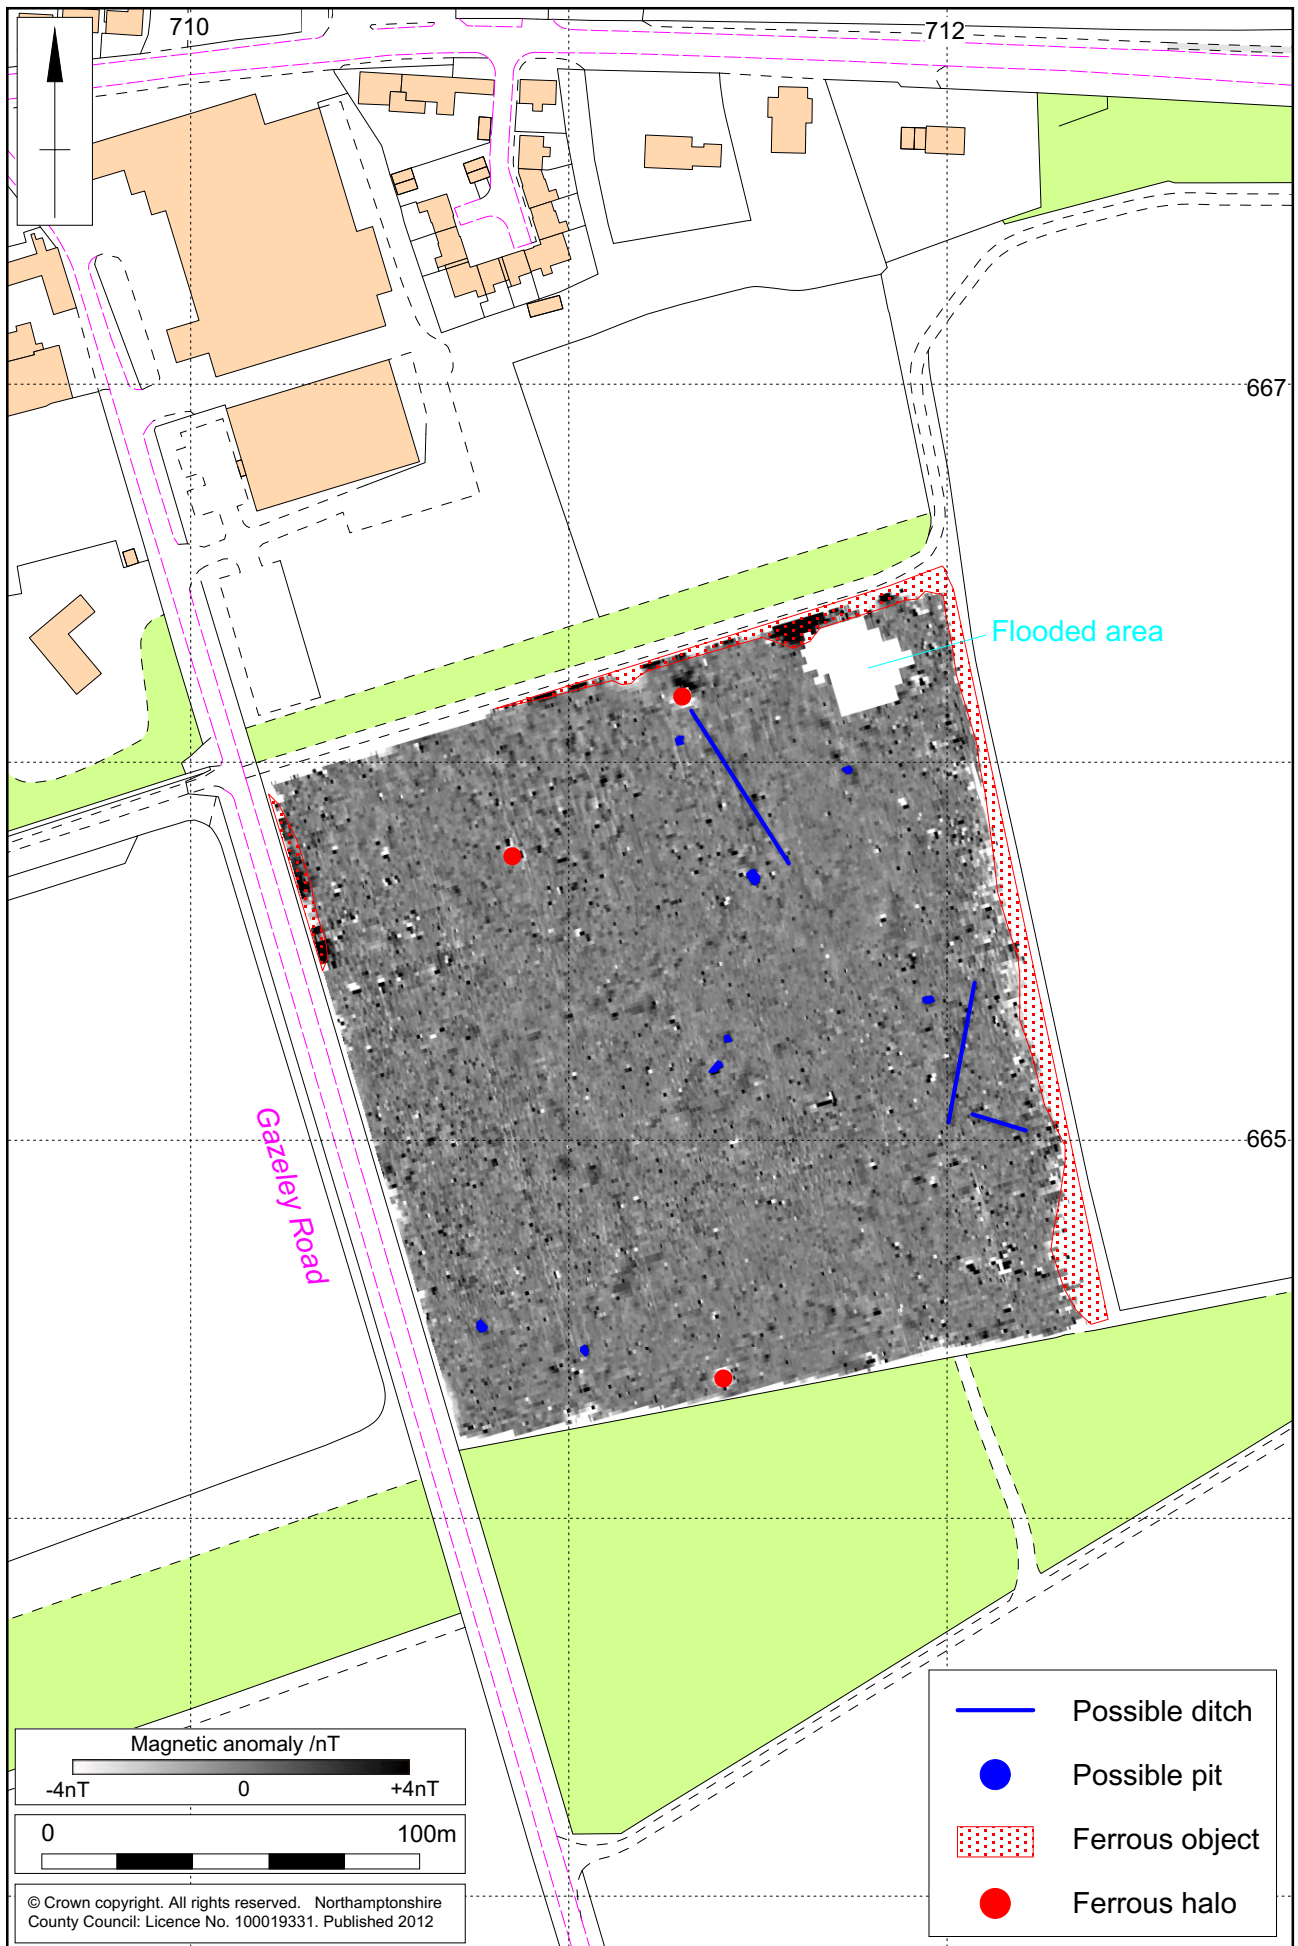 710
712
667
Flooded area
665
Gazeley Road
Possible ditch
Possible pit
Ferrous object
Ferrous halo
Magnetic anomaly /nT
-4nT 0 +4nT
0 100m
© Crown copyright. All rights reserved. Northamptonshire
County Council: Licence No. 100019331. Published 2012